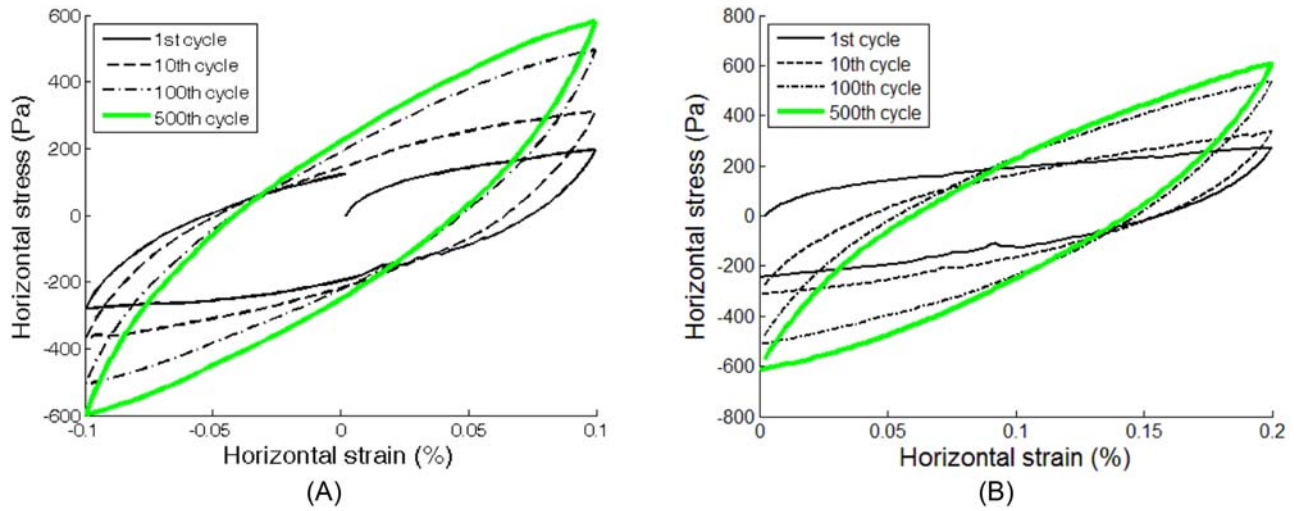 600
400
200
0
-200
-400
-600
-0.1
-0.05
0
0.05
0.1
Horizontal stress (Pa)
Horizontal strain (%)
1st cycle
10th cycle
100th cycle
500th cycle
(A)
800
600
400
200
0
-200
-400
-600
-800
0
0.05
0.1
0.15
0.2
Horizontal stress (Pa)
Horizontal strain (%)
1st cycle
10th cycle
100th cycle
500th cycle
(B)